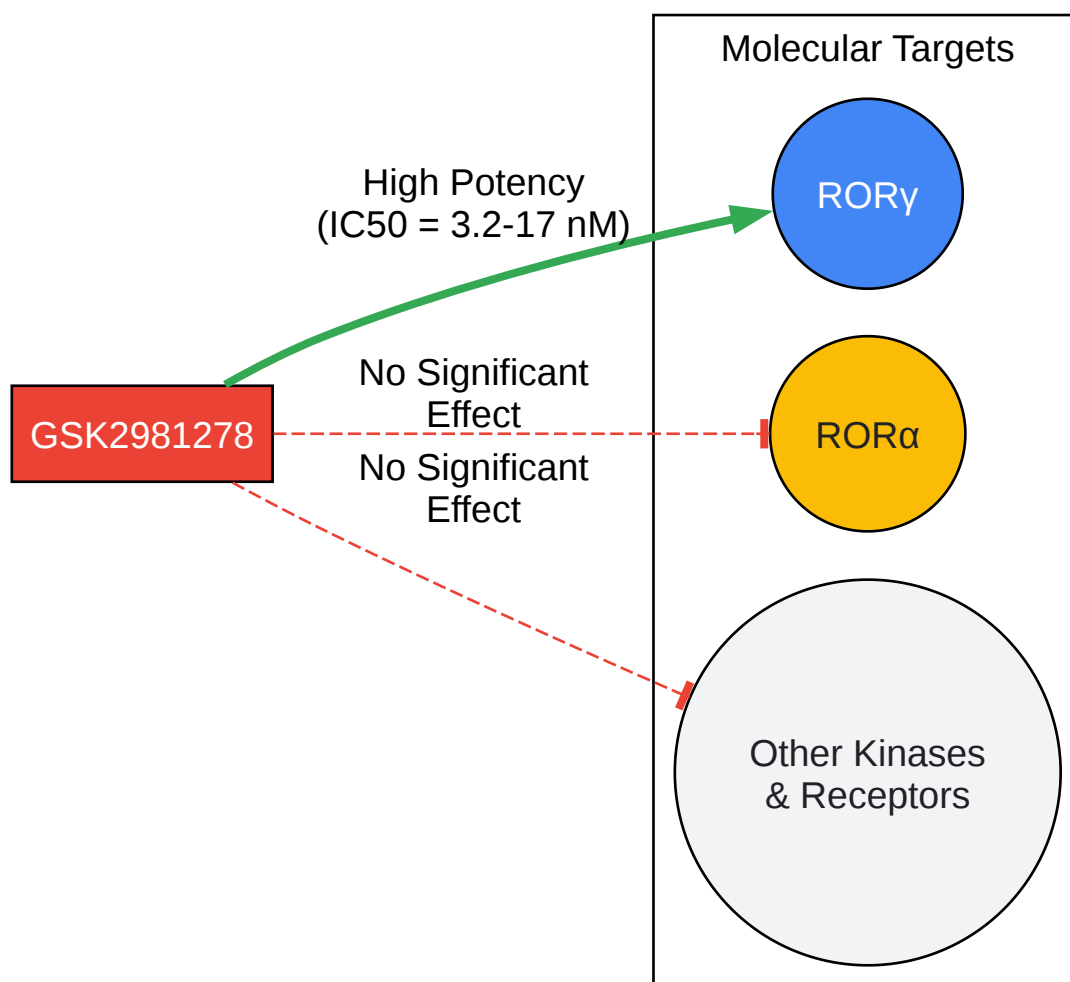 Molecular Targets
High Potency
(IC50 = 3.2-17 nM)
RORγ
No Significant
Effect
GSK2981278
RORα
No Significant
Effect
Other Kinases
& Receptors